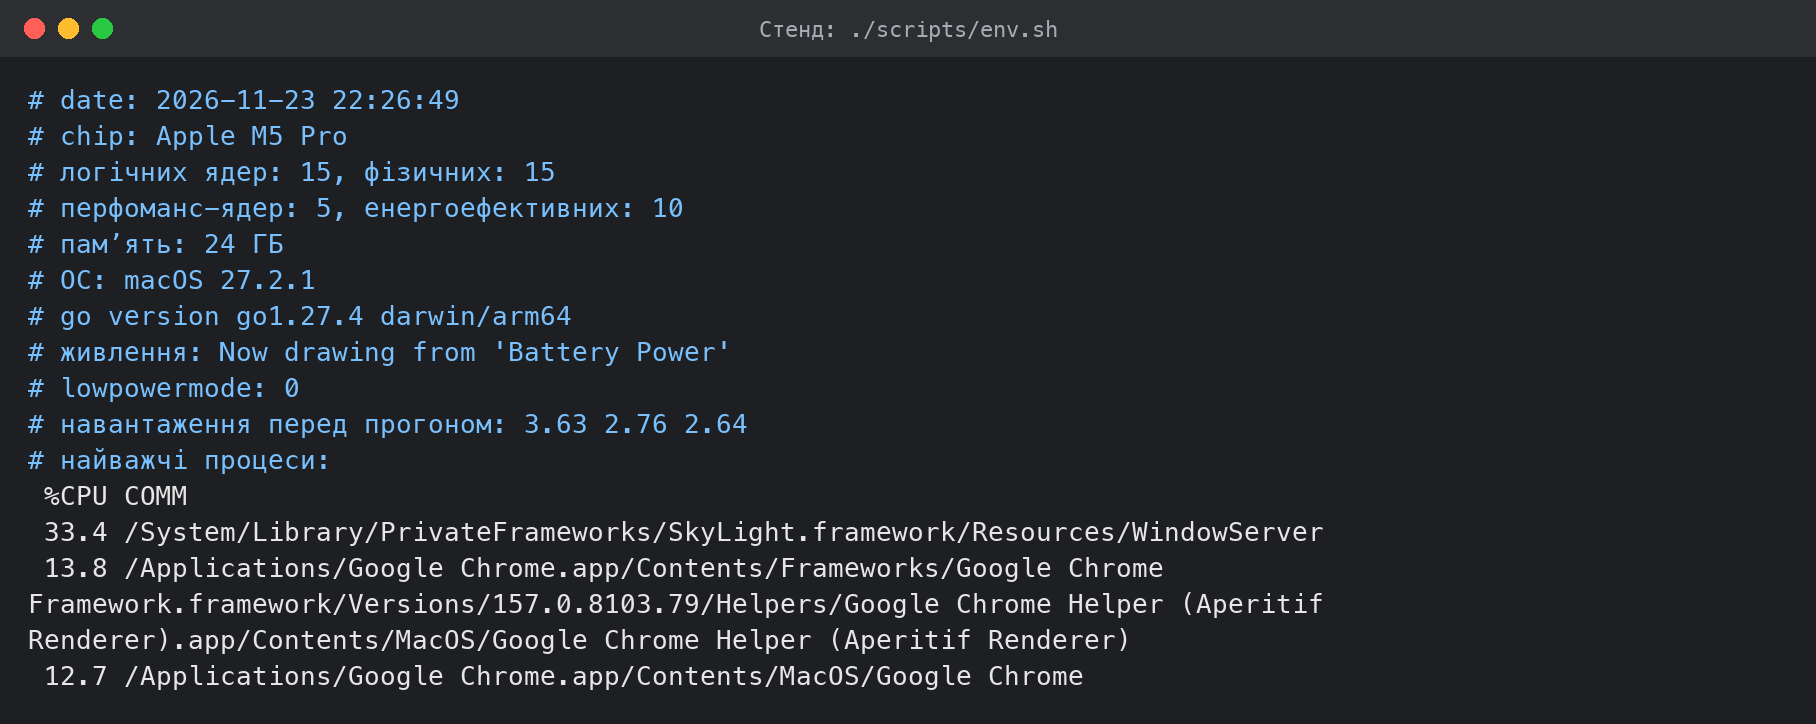 Стенд: ./scripts/env.sh
# date: 2026-11-23 22:26:49
# chip: Apple M5 Pro
# логічних ядер: 15, фізичних: 15
# перфоманс-ядер: 5, енергоефективних: 10
# пам’ять: 24 ГБ
# ОС: macOS 27.2.1
# go version go1.27.4 darwin/arm64
# живлення: Now drawing from 'Battery Power'
# lowpowermode: 0
# навантаження перед прогоном: 3.63 2.76 2.64
# найважчі процеси:
%CPU COMM
33.4 /System/Library/PrivateFrameworks/SkyLight.framework/Resources/WindowServer
13.8 /Applications/Google Chrome.app/Contents/Frameworks/Google Chrome
Framework.framework/Versions/157.0.8103.79/Helpers/Google Chrome Helper (Aperitif
Renderer).app/Contents/MacOS/Google Chrome Helper (Aperitif Renderer)
12.7 /Applications/Google Chrome.app/Contents/MacOS/Google Chrome